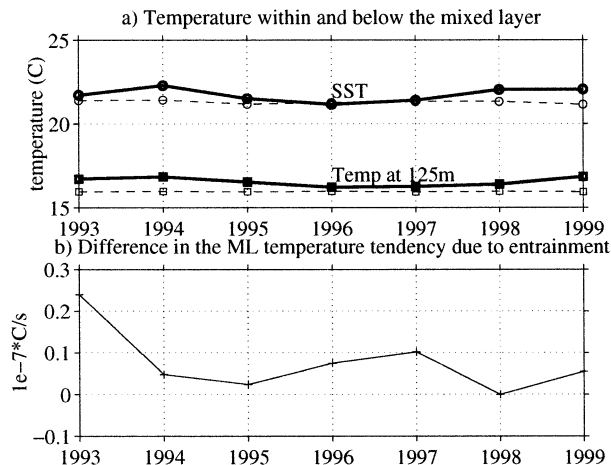 a) Temperature within and below the mixed layer
25
20
15
temperature (C)
SST
Temp at 125m
1993 1994 1995 1996 1997 1998 1999
b) Difference in the ML temperature tendency due to entrainment
0.3
0.2
0.1
0
−0.1
1e−7*C/s
1993 1994 1995 1996 1997 1998 1999